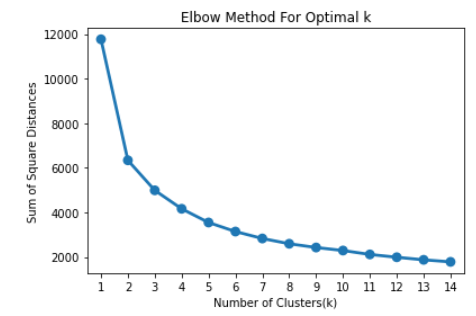 Elbow Method For Optimal k
12000
10000
8000
6000
4000
2000
Sum of Square Distances
1 2 3 4 5 6 7 8 9 10 11 12 13 14
Number of Clusters(k)